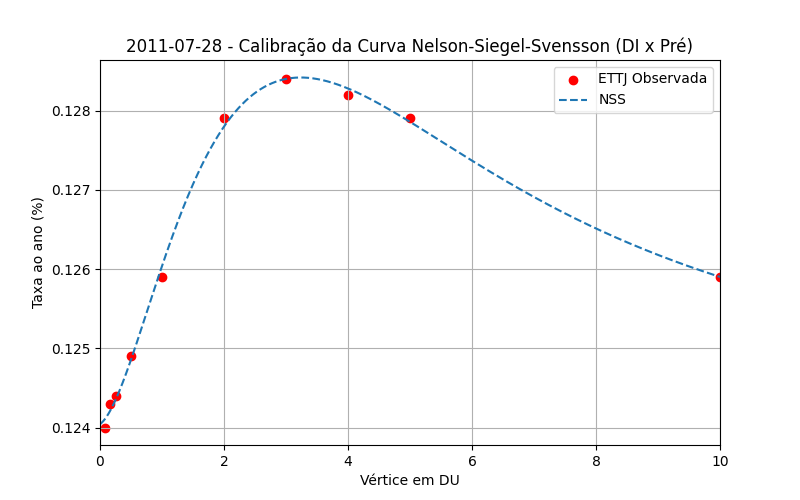 2011-07-28 - Calibração da Curva Nelson-Siegel-Svensson (DI x Pré)
ETTJ Observada
NSS
Taxa ao ano (%)
0.128
0.127
0.126
0.125
0.124
0 2 4 6 8 10
Vértice em DU